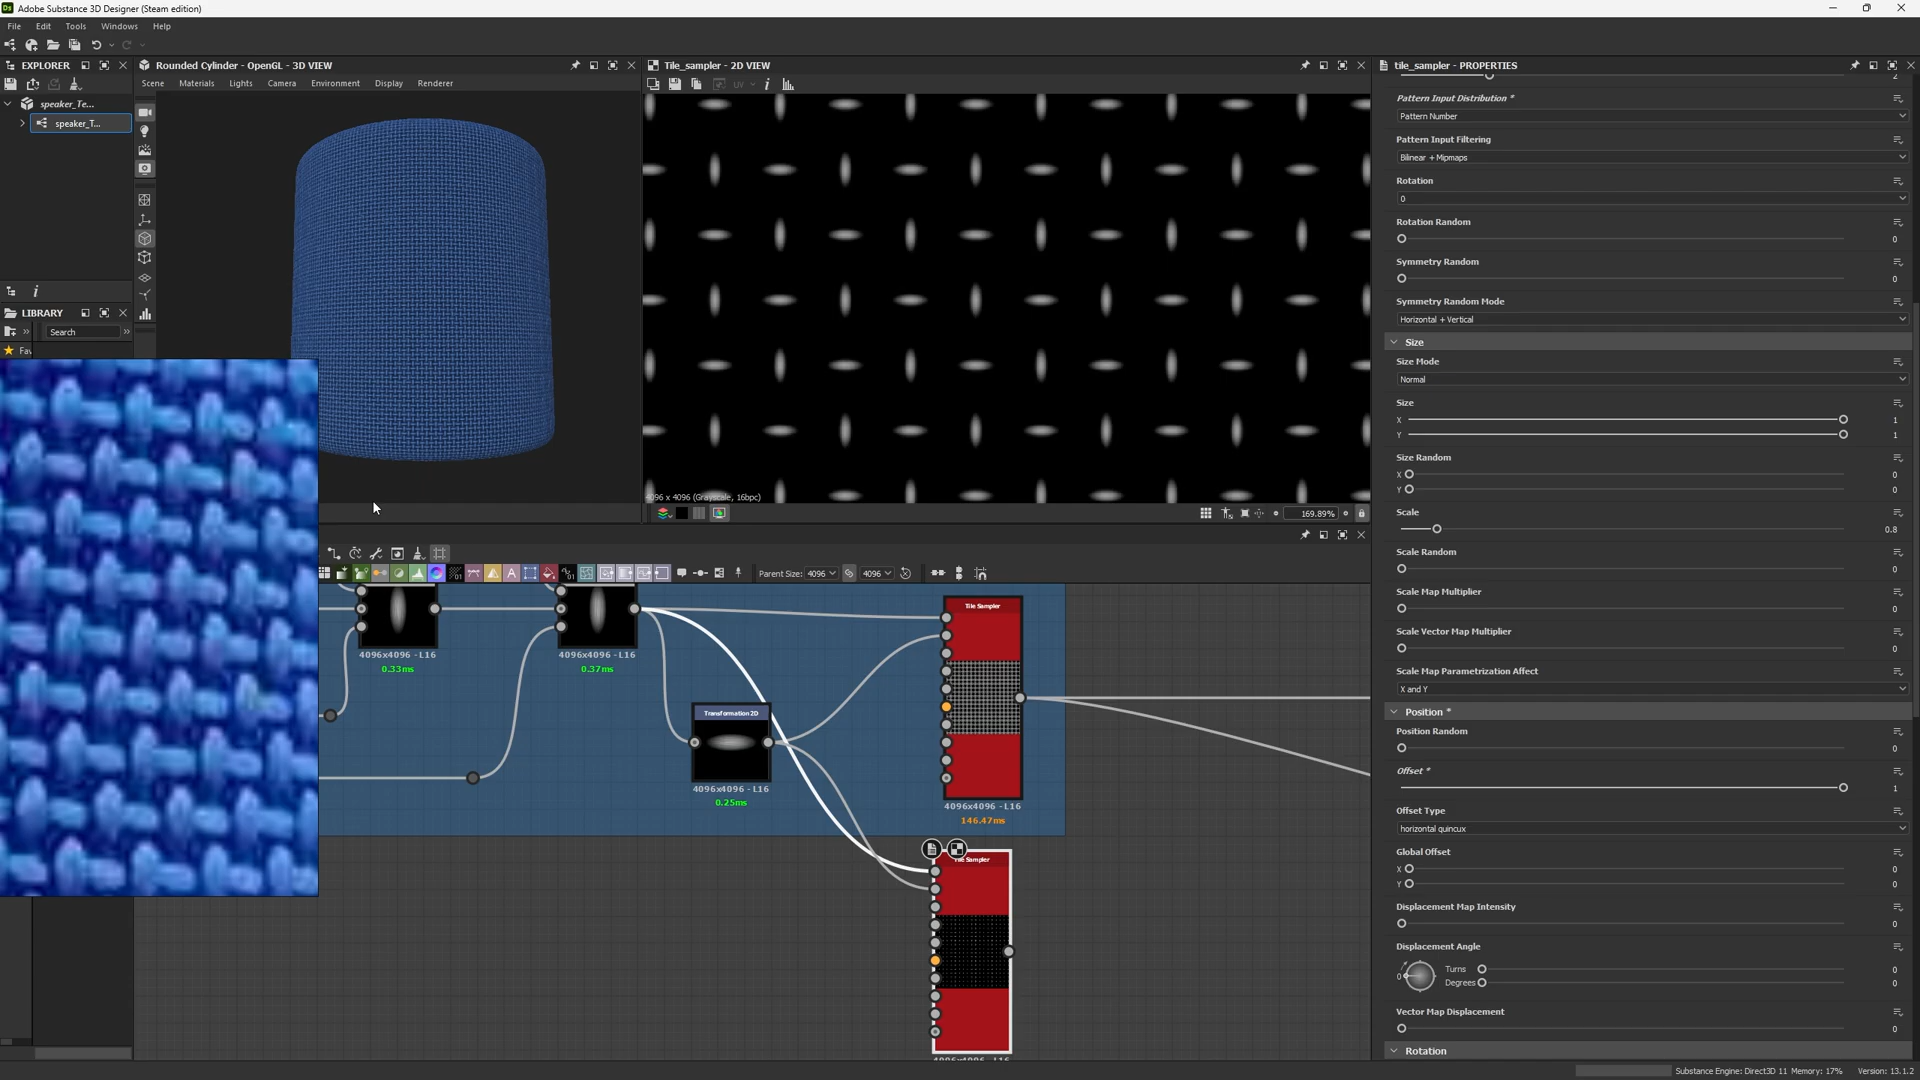 Adobe Substance 3D Designer (Steam edition)
File Edit Tools Windows Help
EXPLORER
speaker_Te...
speaker_T...
LIBRARY
Search
Fav
Rounded Cylinder - OpenGL - 3D VIEW
Scene Materials Lights Camera Environment Display Renderer
Tile_sampler - 2D VIEW
UV
4096 x 4096 (Grayscale, 16bpc)
169.89%
Parent Size: 4096 4096
4096x4096 - L16
0.33ms
4096x4096 - L16
0.37ms
Transformation 2D
4096x4096 - L16
0.25ms
Tile Sampler
4096x4096 - L16
146.47ms
Tile Sampler
4096x4096 - L16
tile_sampler - PROPERTIES
2
Pattern Input Distribution *
Pattern Number
Pattern Input Filtering
Bilinear + Mipmaps
Rotation
0
Rotation Random
0
Symmetry Random
0
Symmetry Random Mode
Horizontal + Vertical
Size
Size Mode
Normal
Size
X 1
Y 1
Size Random
X 0
Y 0
Scale
0.8
Scale Random
0
Scale Map Multiplier
0
Scale Vector Map Multiplier
0
Scale Map Parametrization Affect
X and Y
Position *
Position Random
0
Offset *
1
Offset Type
horizontal quincux
Global Offset
X 0
Y 0
Displacement Map Intensity
0
Displacement Angle
0 Turns 0
Degrees 0
Vector Map Displacement
0
Rotation
Substance Engine: Direct3D 11 Memory: 17% Version: 13.1.2